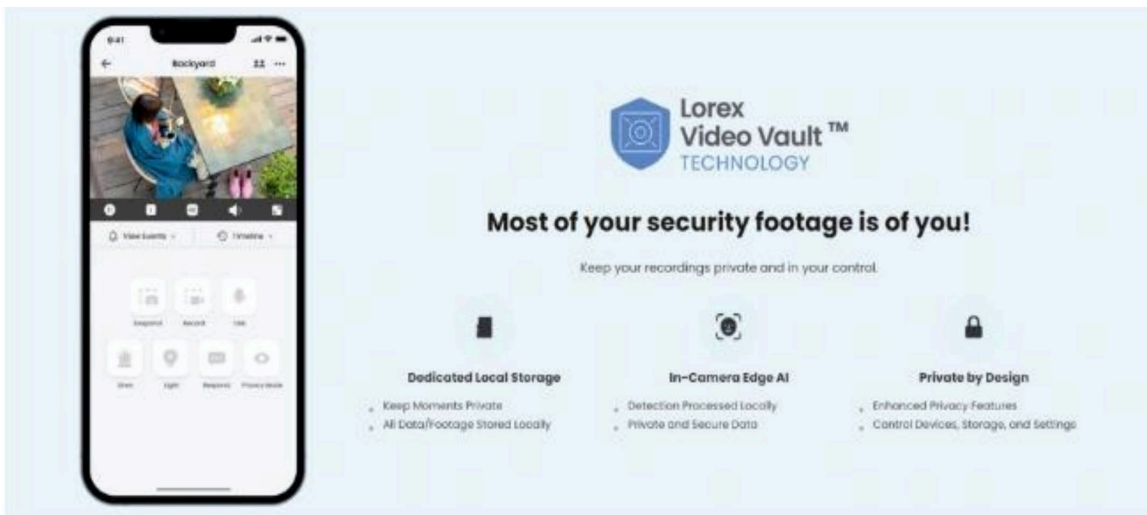 9:41
Backyard
View Events
Timeline
Snapshot
Record
Talk
Siren
Light
Respond
Privacy Mode
Lorex
Video Vault™
TECHNOLOGY
Most of your security footage is of you!
Keep your recordings private and in your control.
Dedicated Local Storage
Keep Moments Private
All Data/Footage Stored Locally
In-Camera Edge AI
Detection Processed Locally
Private and Secure Data
Private by Design
Enhanced Privacy Features
Control Devices, Storage, and Settings